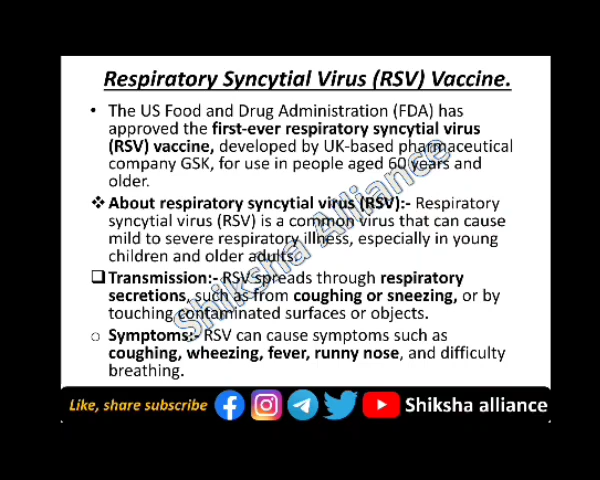 Respiratory Syncytial Virus (RSV) Vaccine.
• The US Food and Drug Administration (FDA) has
approved the first-ever respiratory syncytial virus
(RSV) vaccine, developed by UK-based pharmaceutical
company GSK, for use in people aged 60 years and
older.
❖ About respiratory syncytial virus (RSV):- Respiratory
syncytial virus (RSV) is a common virus that can cause
mild to severe respiratory illness, especially in young
children and older adults.
❑ Transmission:- RSV spreads through respiratory
secretions, such as from coughing or sneezing, or by
touching contaminated surfaces or objects.
o Symptoms:- RSV can cause symptoms such as
coughing, wheezing, fever, runny nose, and difficulty
breathing.
Shiksha Alliance
Like, share subscribe Shiksha alliance